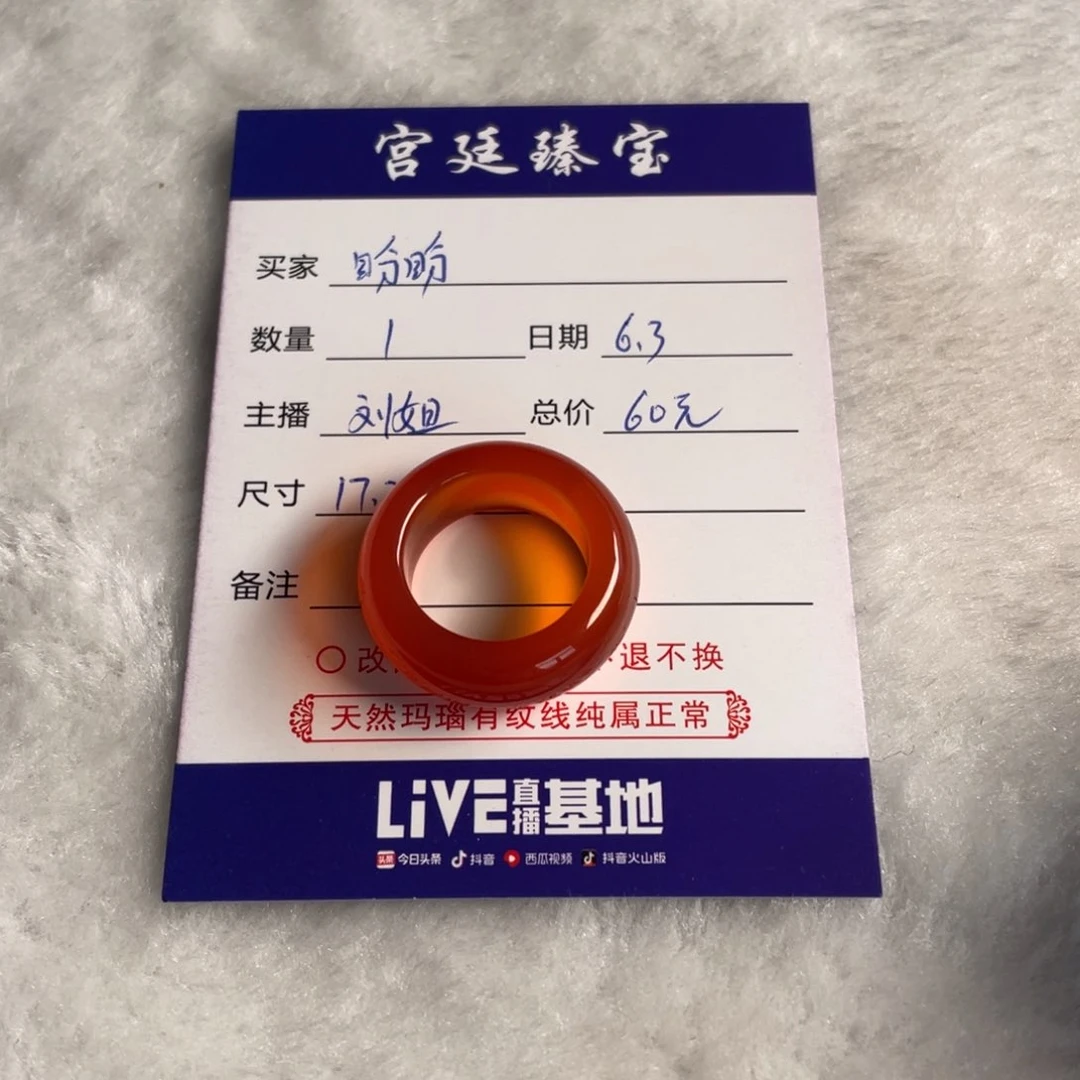 宫廷臻宝
买家 盼盼
数量 1 日期 6.3
主播 刘姐 总价 60元
尺寸 17.
备注
改 退不换
天然玛瑙有纹线纯属正常
LiVE直播基地
头条 今日头条 抖音 西瓜视频 抖音火山版